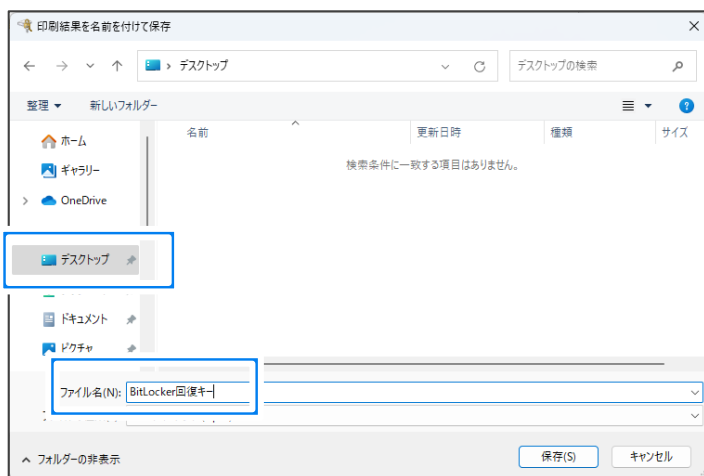 印刷結果を名前を付けて保存
デスクトップ
デスクトップの検索
整理 新しいフォルダー
名前 更新日時 種類 サイズ
ホーム
検索条件に一致する項目はありません。
ギャラリー
OneDrive
デスクトップ
ドキュメント
ピクチャ
ファイル名(N): BitLocker回復キー
フォルダーの非表示 保存(S) キャンセル